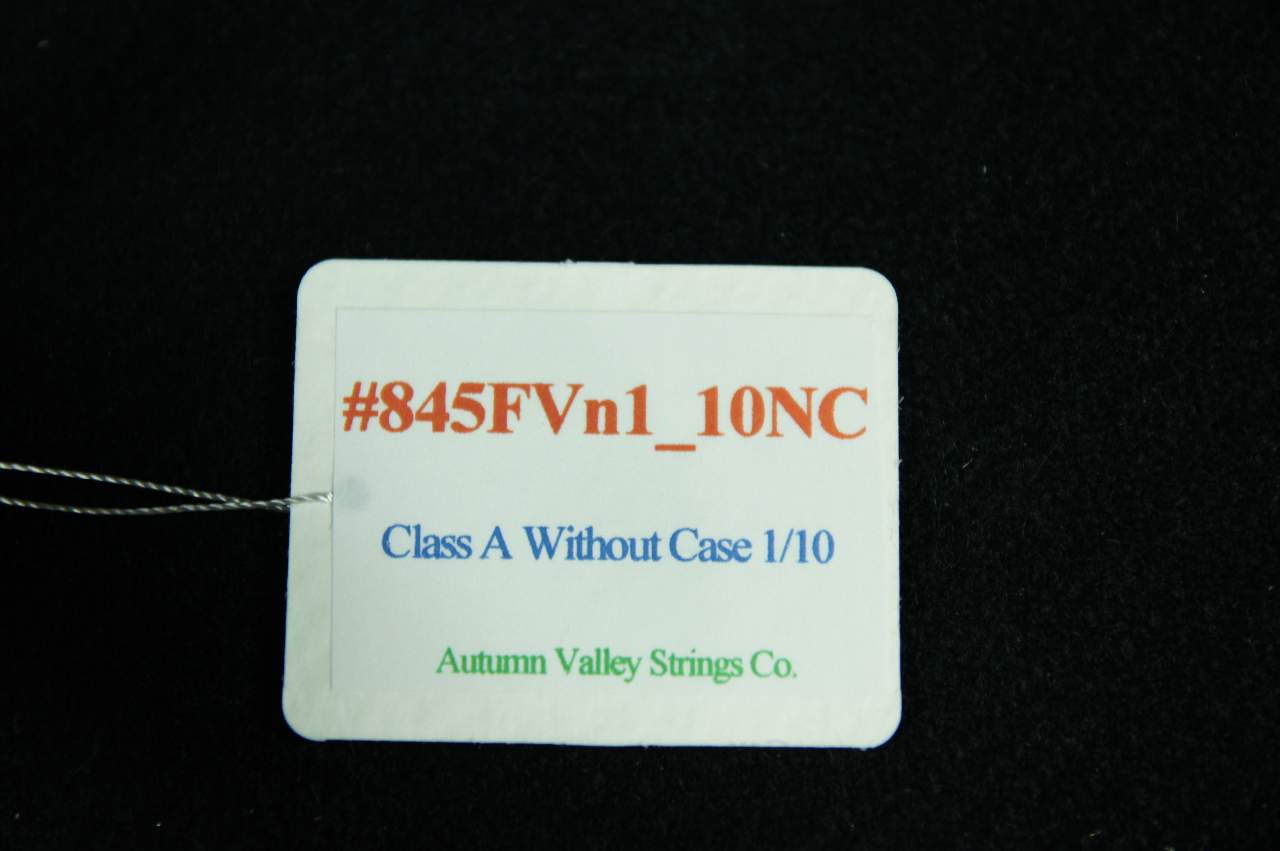 #845FVn1_10NC
Class A Without Case 1/10
Autumn Valley Strings Co.